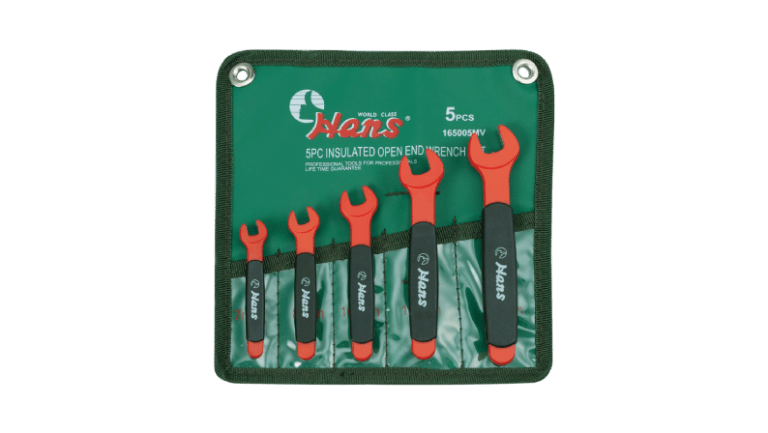 WORLD CLASS
Hans®
5PCS
165005MV
5PC INSULATED OPEN END WRENCH
PROFESSIONAL TOOLS FOR PROFESSIONALS
LIFE TIME GUARANTEE
Hans
Hans
Hans
Hans
Hans